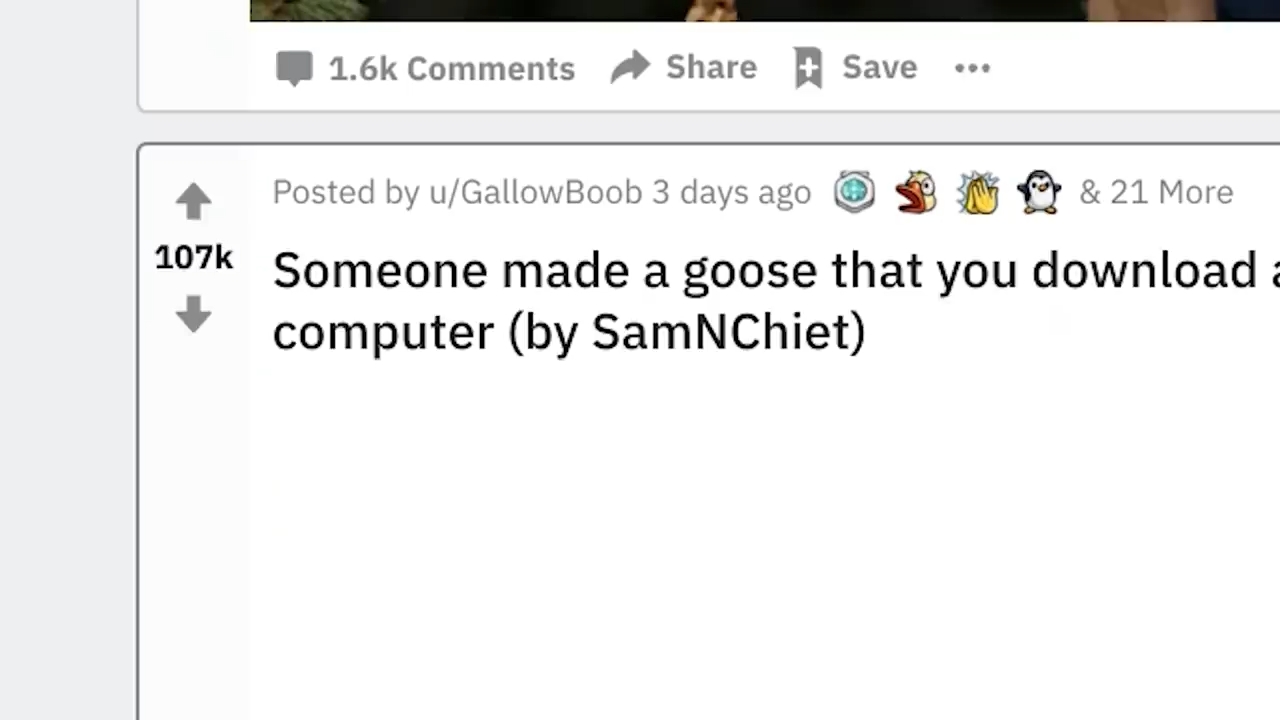 1.6k Comments Share Save
Posted by u/GallowBoob 3 days ago & 21 More
107k
Someone made a goose that you download
computer (by SamNChiet)